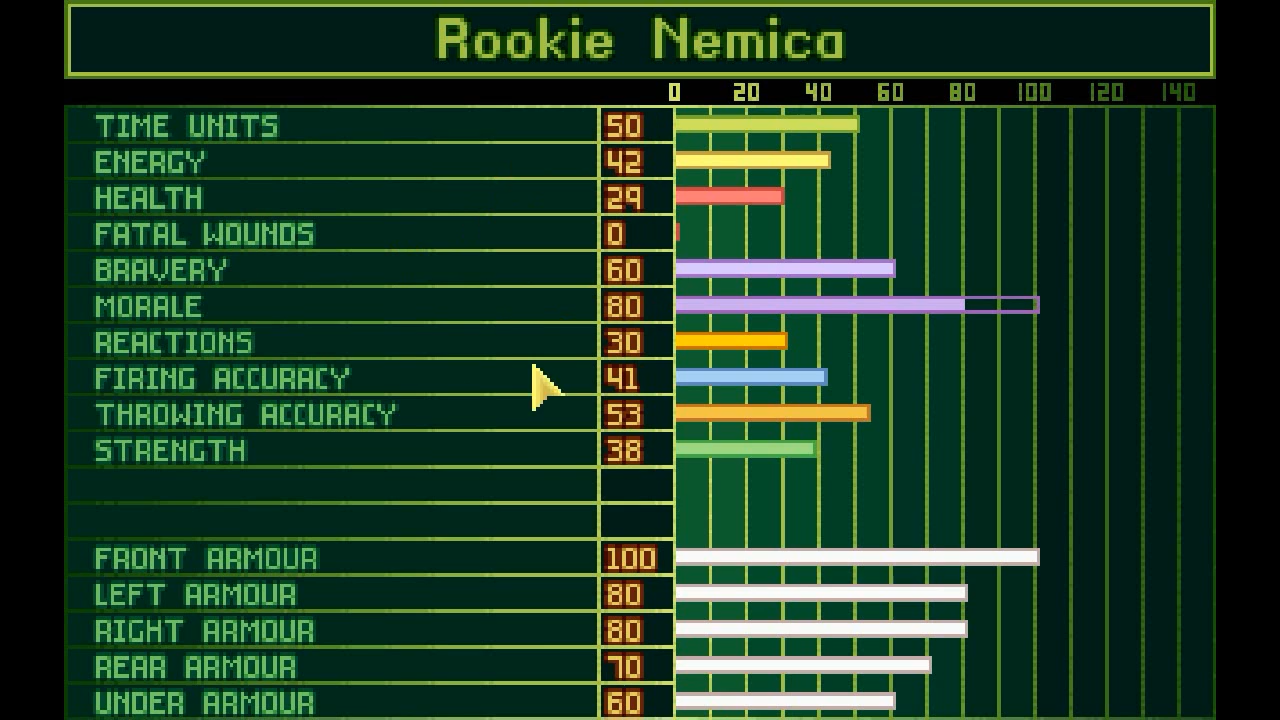 Rookie Nemica
0 20 40 60 80 100 120 140
TIME UNITS 50
ENERGY 42
HEALTH 29
FATAL WOUNDS 0
BRAVERY 60
MORALE 80
REACTIONS 30
FIRING ACCURACY 41
THROWING ACCURACY 53
STRENGTH 38
FRONT ARMOUR 100
LEFT ARMOUR 80
RIGHT ARMOUR 80
REAR ARMOUR 70
UNDER ARMOUR 60